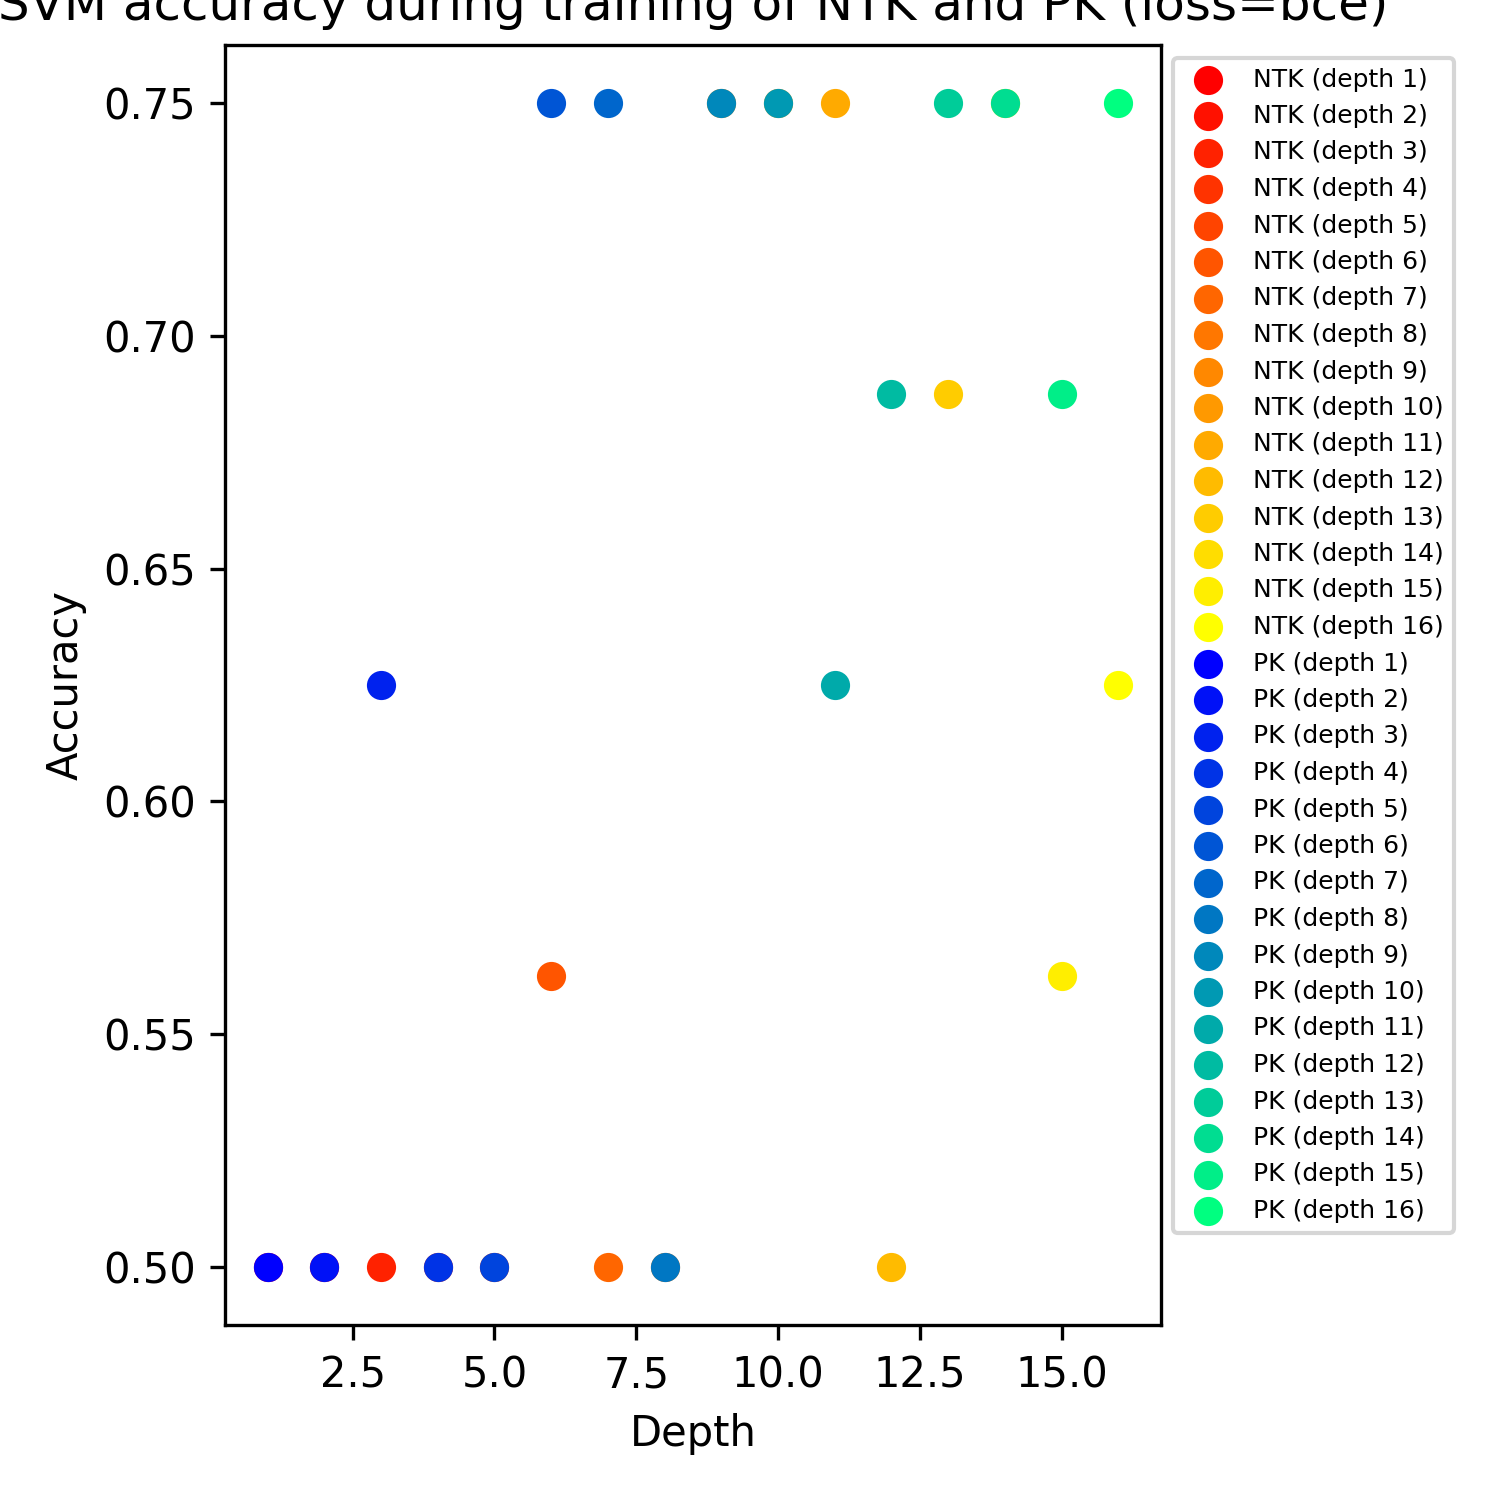 SVM accuracy during training of NTK and PK (loss=bce)
0.75
0.70
0.65
0.60
0.55
0.50
Accuracy
2.5 5.0 7.5 10.0 12.5 15.0
Depth
NTK (depth 1)
NTK (depth 2)
NTK (depth 3)
NTK (depth 4)
NTK (depth 5)
NTK (depth 6)
NTK (depth 7)
NTK (depth 8)
NTK (depth 9)
NTK (depth 10)
NTK (depth 11)
NTK (depth 12)
NTK (depth 13)
NTK (depth 14)
NTK (depth 15)
NTK (depth 16)
PK (depth 1)
PK (depth 2)
PK (depth 3)
PK (depth 4)
PK (depth 5)
PK (depth 6)
PK (depth 7)
PK (depth 8)
PK (depth 9)
PK (depth 10)
PK (depth 11)
PK (depth 12)
PK (depth 13)
PK (depth 14)
PK (depth 15)
PK (depth 16)